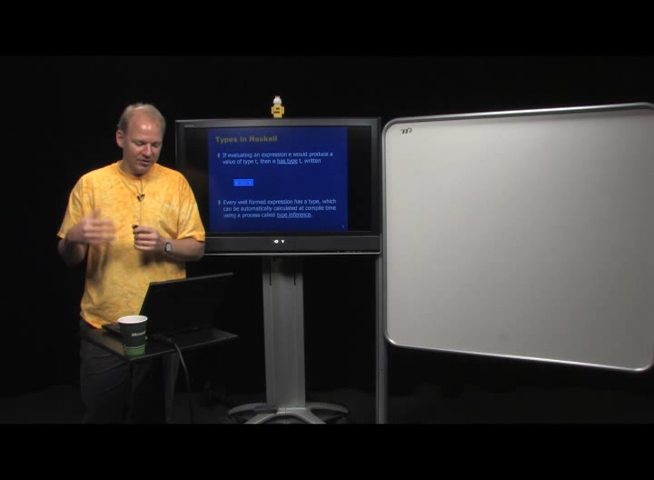 Types in Haskell
If evaluating an expression e would produce a
value of type t, then e has type t, written
Every well formed expression has a type, which
can be automatically calculated at compile time
using a process called type inference.